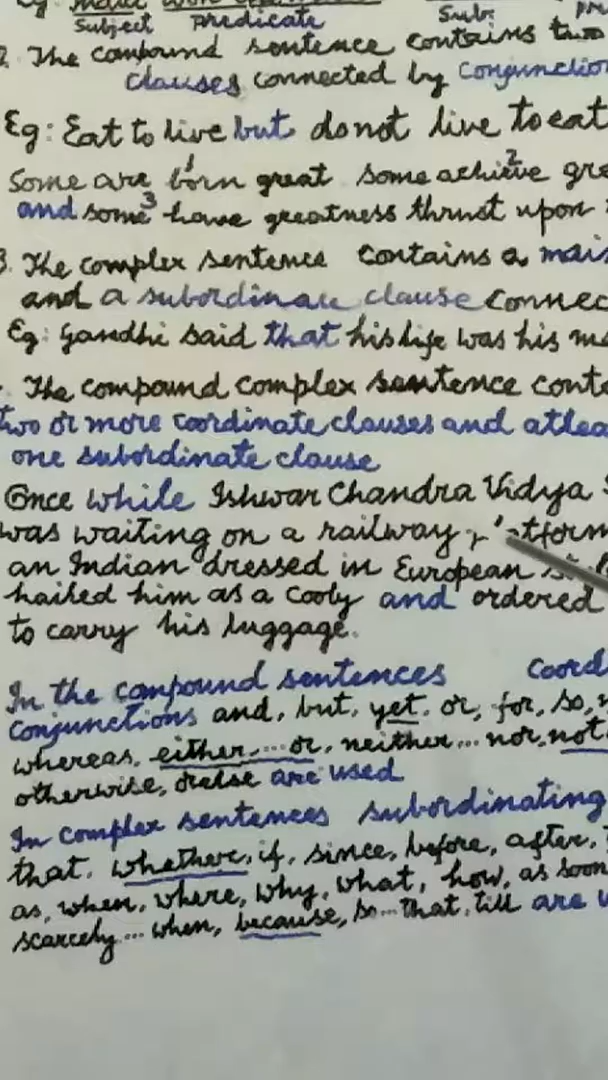 Subject predicate Sub:
2. The compound sentence contains two
clauses connected by conjunction
Eg: Eat to live but do not live to eat
1 2
Some are born great some achieve gre
3
and some have greatness thrust upon
3. The complex sentence contains a main
and a subordinate clause connec
Eg: Gandhi said that his life was his me
. The compound complex sentence conta
two or more coordinate clauses and atlea
one subordinate clause
Once while Ishwar Chandra Vidya
was waiting on a railway platform
an Indian dressed in European
hailed him as a cooly and ordered
to carry his luggage.
In the compound sentences coord
conjunctions and, but, yet, or, for, so,
whereas, either...or, neither...nor, not
otherwise, orelse are used
In complex sentences subordinating
that, whether, if, since, before, after,
as, when, where, why, what, how, as soon
scarcely...when, because, so...that, till are u